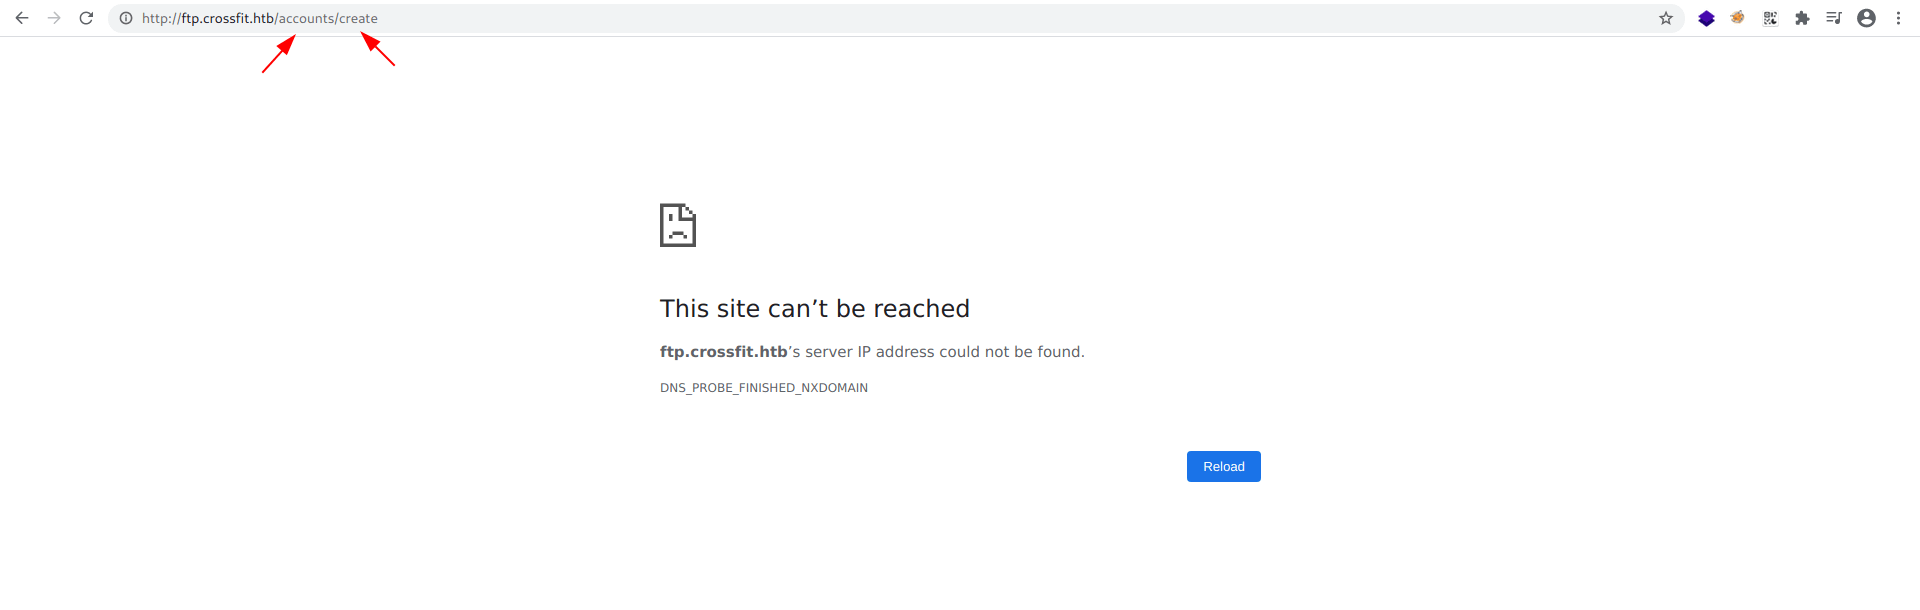 http://ftp.crossfit.htb/accounts/create
This site can’t be reached
ftp.crossfit.htb’s server IP address could not be found.
DNS_PROBE_FINISHED_NXDOMAIN
Reload